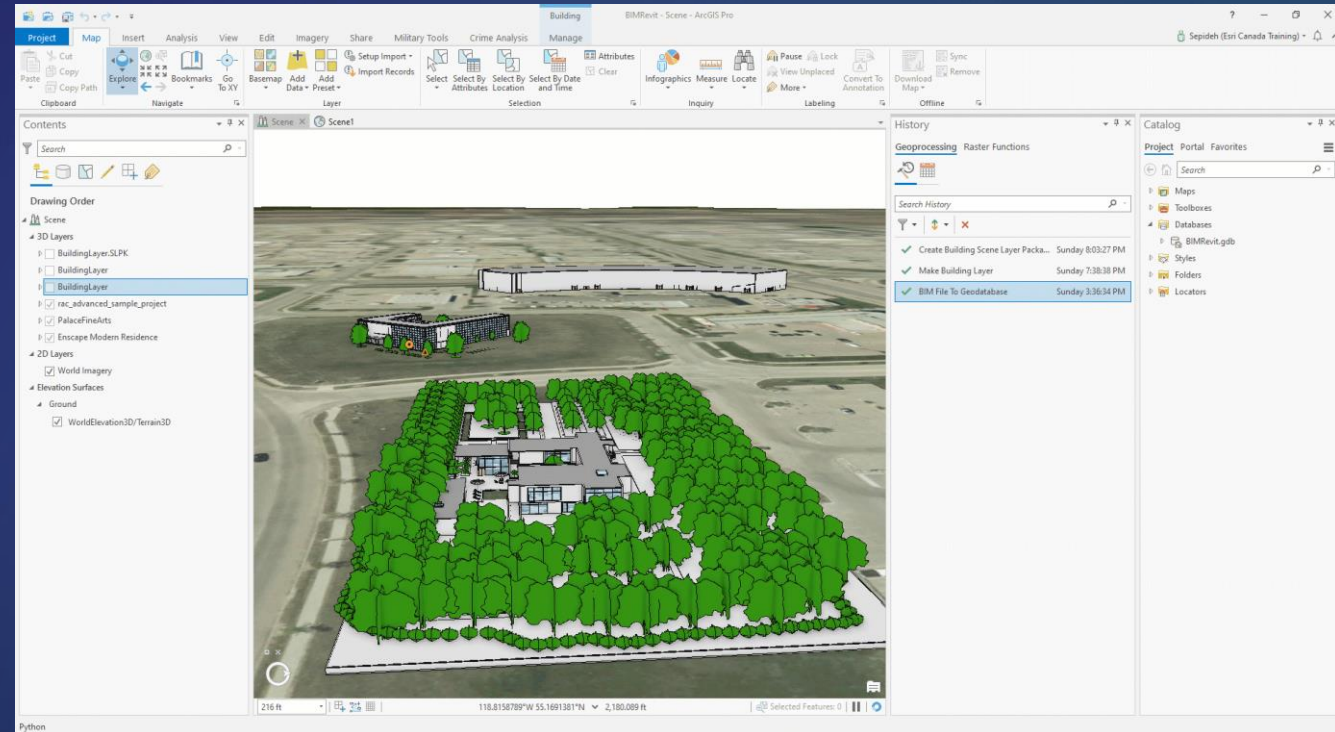 Building
BIMRevit - Scene - ArcGIS Pro
?
Project Map Insert Analysis View Edit Imagery Share Military Tools Crime Analysis Manage
Sepideh (Esri Canada Training)
Paste
Cut
Copy
Copy Path
Clipboard
Explore
Bookmarks
Go To XY
Navigate
Basemap
Add Data
Add Preset
Setup Import
Import Records
Layer
Select
Select By Attributes
Select By Location
Select By Date and Time
Attributes
Clear
Selection
Infographics
Measure
Locate
Inquiry
Pause
Lock
View Unplaced
More
Convert To Annotation
Labeling
Download Map
Sync
Remove
Offline
Contents
Search
Drawing Order
Scene
3D Layers
BuildingLayer.SLPK
BuildingLayer
BuildingLayer
rac_advanced_sample_project
PalaceFineArts
Enscape Modern Residence
2D Layers
World Imagery
Elevation Surfaces
Ground
WorldElevation3D/Terrain3D
Scene
Scene1
216 ft
118.8158789°W 55.1691381°N
2,180.089 ft
Selected Features: 0
History
Geoprocessing Raster Functions
Search History
Create Building Scene Layer Packa... Sunday 8:03:27 PM
Make Building Layer Sunday 7:38:38 PM
BIM File To Geodatabase Sunday 3:36:34 PM
Catalog
Project Portal Favorites
Search
Maps
Toolboxes
Databases
BIMRevit.gdb
Styles
Folders
Locators
Python